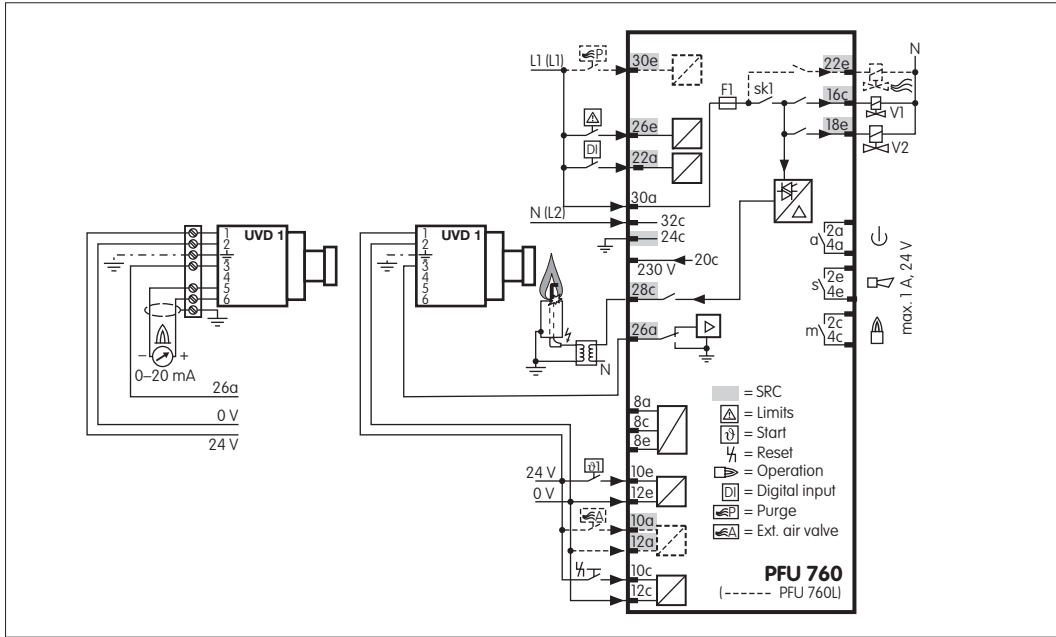 UVD 1
1
2
3
4
5
6
– +
0–20 mA
26a
0 V
24 V
UVD 1
1
2
3
4
5
6
L1 (L1)
P
30e
26e
DI
22a
30a
N (L2)
32c
24c
230 V
20c
28c
26a
N
8a
8c
8e
24 V
ϑ1
10e
0 V
12e
A
10a
12a
10c
12c
F1
sk1
22e
N
16c
V1
18e
V2
a
2a
4a
s
2e
4e
m
2c
4c
max. 1 A, 24 V
= SRC
= Limits
ϑ = Start
= Reset
= Operation
DI = Digital input
P = Purge
A = Ext. air valve
PFU 760
(------ PFU 760L)